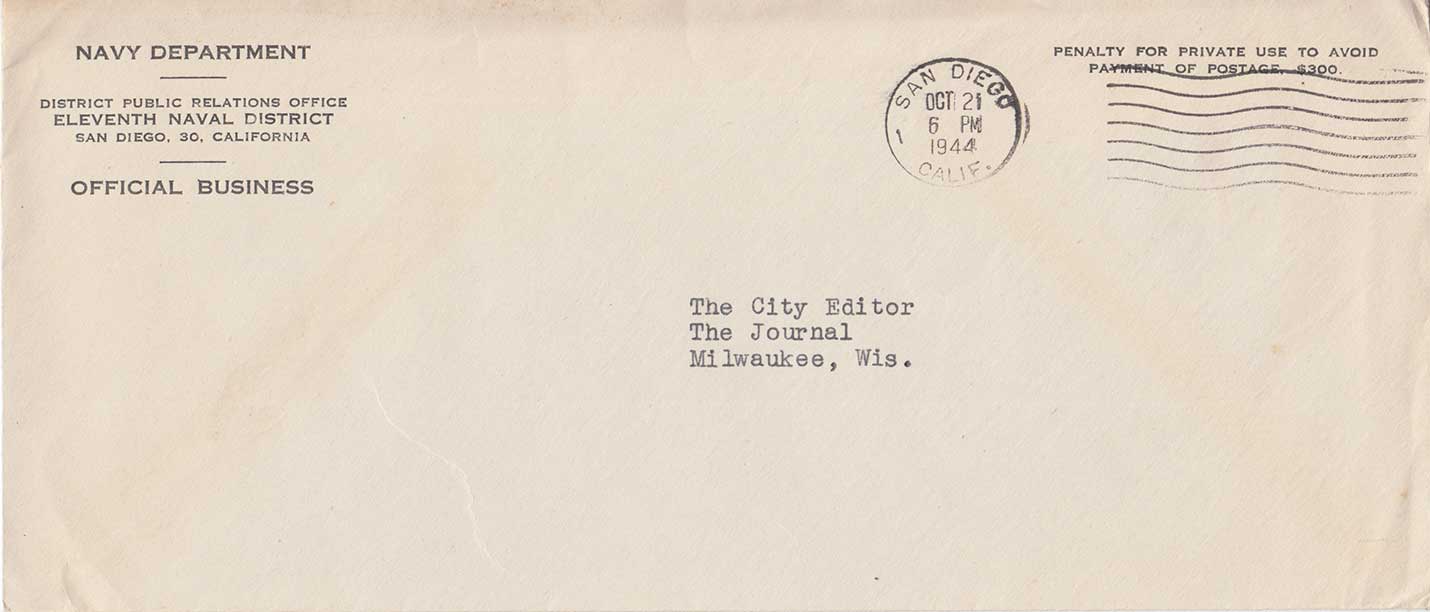 NAVY DEPARTMENT
DISTRICT PUBLIC RELATIONS OFFICE
ELEVENTH NAVAL DISTRICT
SAN DIEGO, 30, CALIFORNIA
OFFICIAL BUSINESS
SAN DIEGO
OCT 21
6 PM
1944
1
CALIF.
PENALTY FOR PRIVATE USE TO AVOID
PAYMENT OF POSTAGE, $300.
The City Editor
The Journal
Milwaukee, Wis.